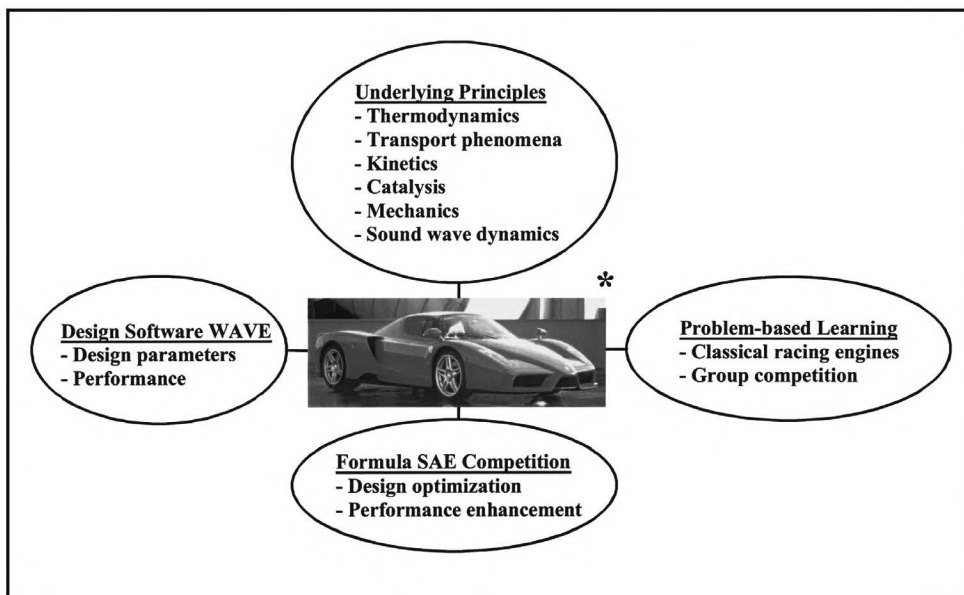 Underlying Principles
- Thermodynamics
- Transport phenomena
- Kinetics
- Catalysis
- Mechanics
- Sound wave dynamics
*
Design Software WAVE
- Design parameters
- Performance
Problem-based Learning
- Classical racing engines
- Group competition
Formula SAE Competition
- Design optimization
- Performance enhancement